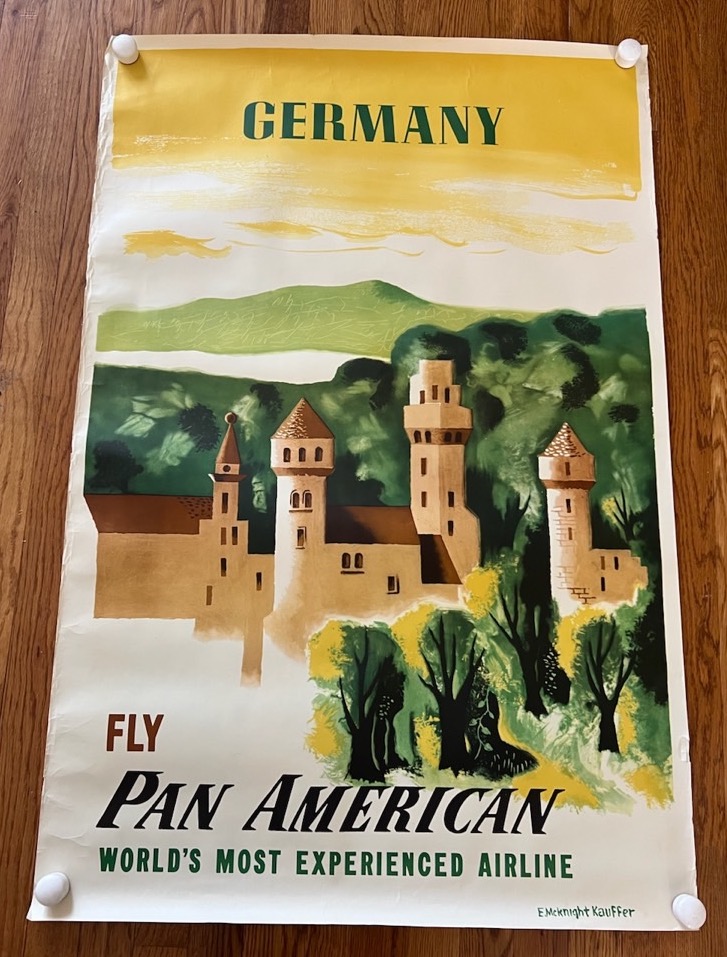 GERMANY
FLY
PAN AMERICAN
WORLD'S MOST EXPERIENCED AIRLINE
E.McKnight Kauffer